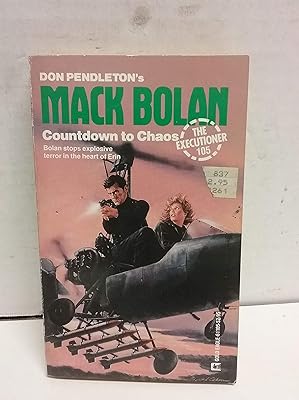 DON PENDLETON's
MACK BOLAN
Countdown to Chaos
THE
EXECUTIONER
105
Bolan stops explosive
terror in the heart of Erin
837
2.95
261